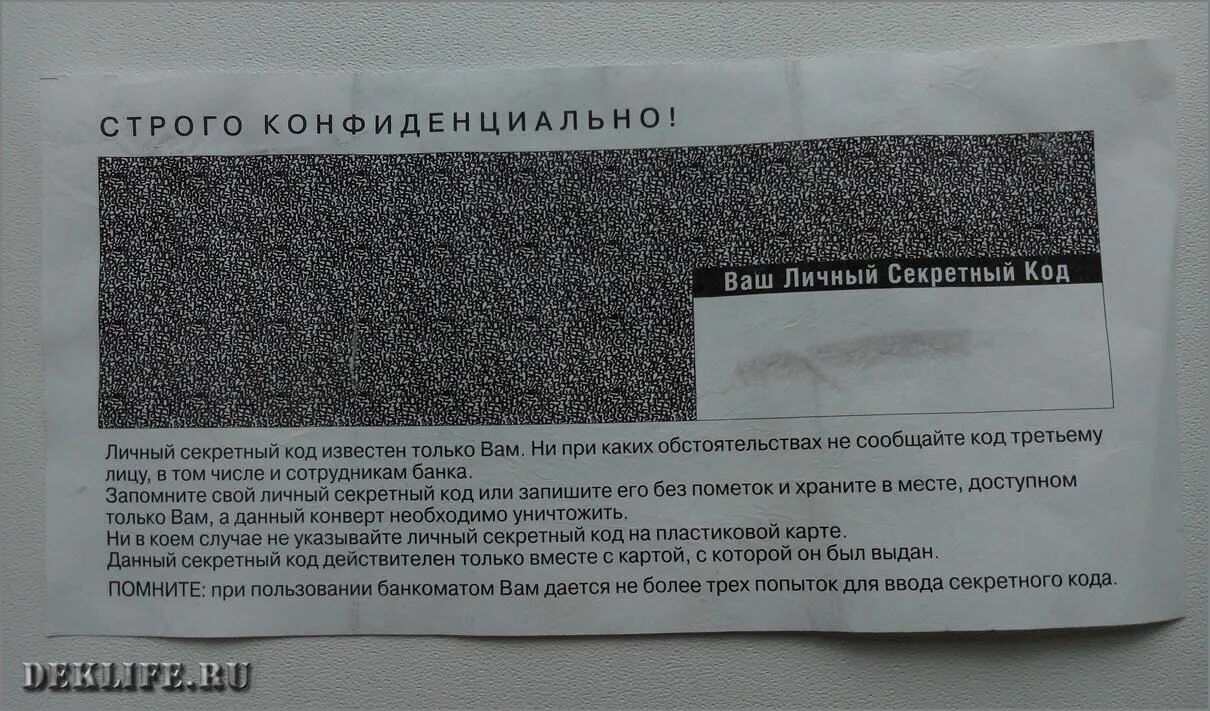 СТРОГО КОНФИДЕНЦИАЛЬНО!
Ваш Личный Секретный Код
Личный секретный код известен только Вам. Ни при каких обстоятельствах не сообщайте код третьему
лицу, в том числе и сотрудникам банка.
Запомните свой личный секретный код или запишите его без пометок и храните в месте, доступном
только Вам, а данный конверт необходимо уничтожить.
Ни в коем случае не указывайте личный секретный код на пластиковой карте.
Данный секретный код действителен только вместе с картой, с которой он был выдан.
ПОМНИТЕ: при пользовании банкоматом Вам дается не более трех попыток для ввода секретного кода.
DEKLIFE.RU